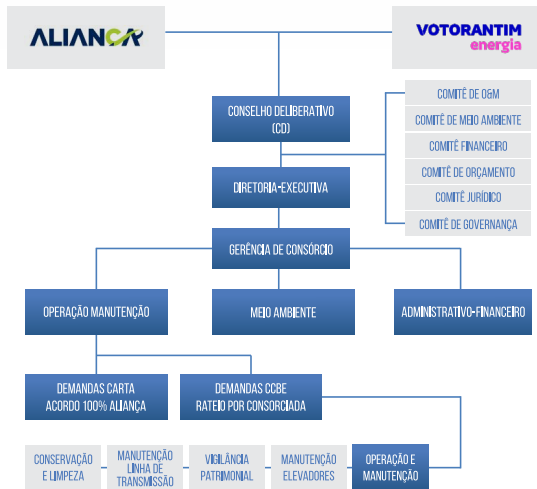 ALIANÇA
VOTORANTIM
energia
CONSELHO DELIBERATIVO
(CD)
COMITÊ DE O&M
COMITÊ DE MEIO AMBIENTE
COMITÊ FINANCEIRO
COMITÊ DE ORÇAMENTO
COMITÊ JURÍDICO
COMITÊ DE GOVERNANÇA
DIRETORIA-EXECUTIVA
GERÊNCIA DE CONSÓRCIO
OPERAÇÃO MANUTENÇÃO
MEIO AMBIENTE
ADMINISTRATIVO-FINANCEIRO
DEMANDAS CARTA
ACORDO 100% ALIANÇA
DEMANDAS CCBE
RATEIO POR CONSORCIADA
CONSERVAÇÃO
E LIMPEZA
MANUTENÇÃO
LINHA DE
TRANSMISSÃO
VIGILÂNCIA
PATRIMONIAL
MANUTENÇÃO
ELEVADORES
OPERAÇÃO E
MANUTENÇÃO